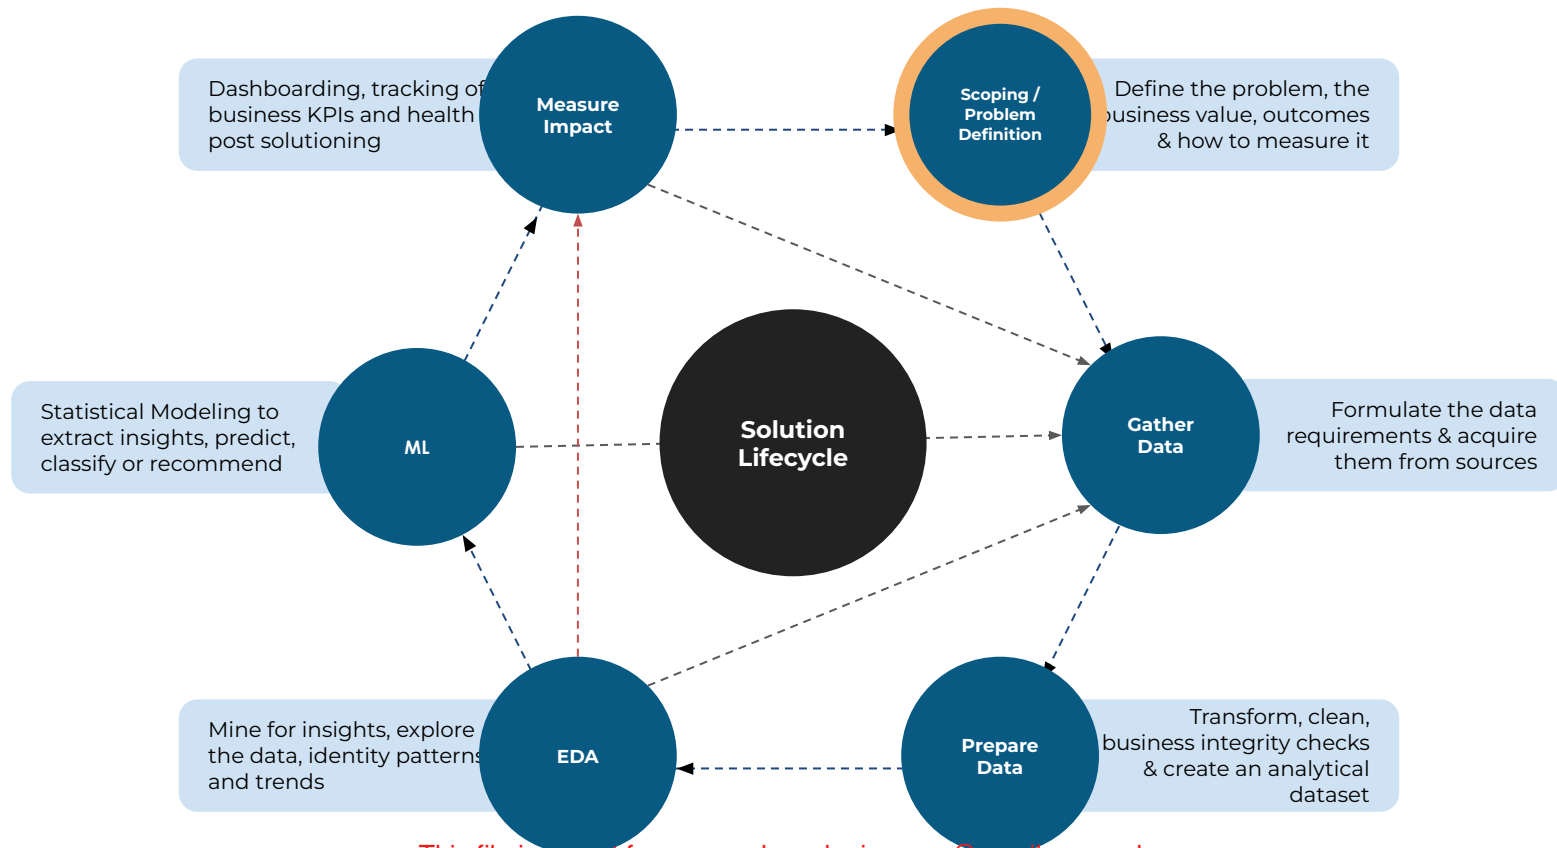 Dashboarding, tracking of
business KPIs and health
post solutioning
Measure
Impact
Scoping /
Problem
Definition
Define the problem, the
business value, outcomes
& how to measure it
Statistical Modeling to
extract insights, predict,
classify or recommend
ML
Solution
Lifecycle
Gather
Data
Formulate the data
requirements & acquire
them from sources
Mine for insights, explore
the data, identity patterns
and trends
EDA
Prepare
Data
Transform, clean,
business integrity checks
& create an analytical
dataset